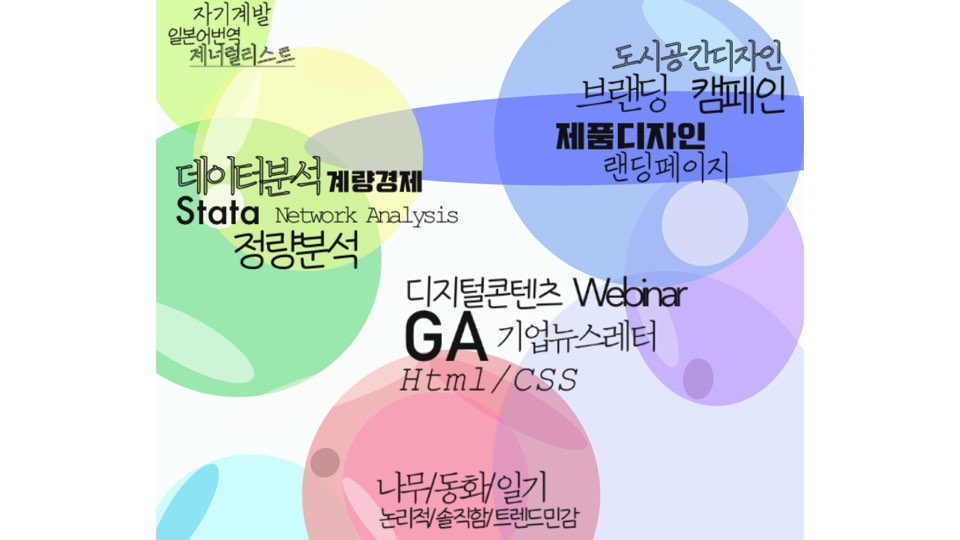 자기계발
일본어번역
제너럴리스트
도시공간디자인
브랜딩 캠페인
제품디자인
랜딩페이지
데이터분석 계량경제
Stata Network Analysis
정량분석
디지털콘텐츠 Webinar
GA 기업뉴스레터
Html/CSS
나무/동화/일기
논리적/솔직함/트렌드민감